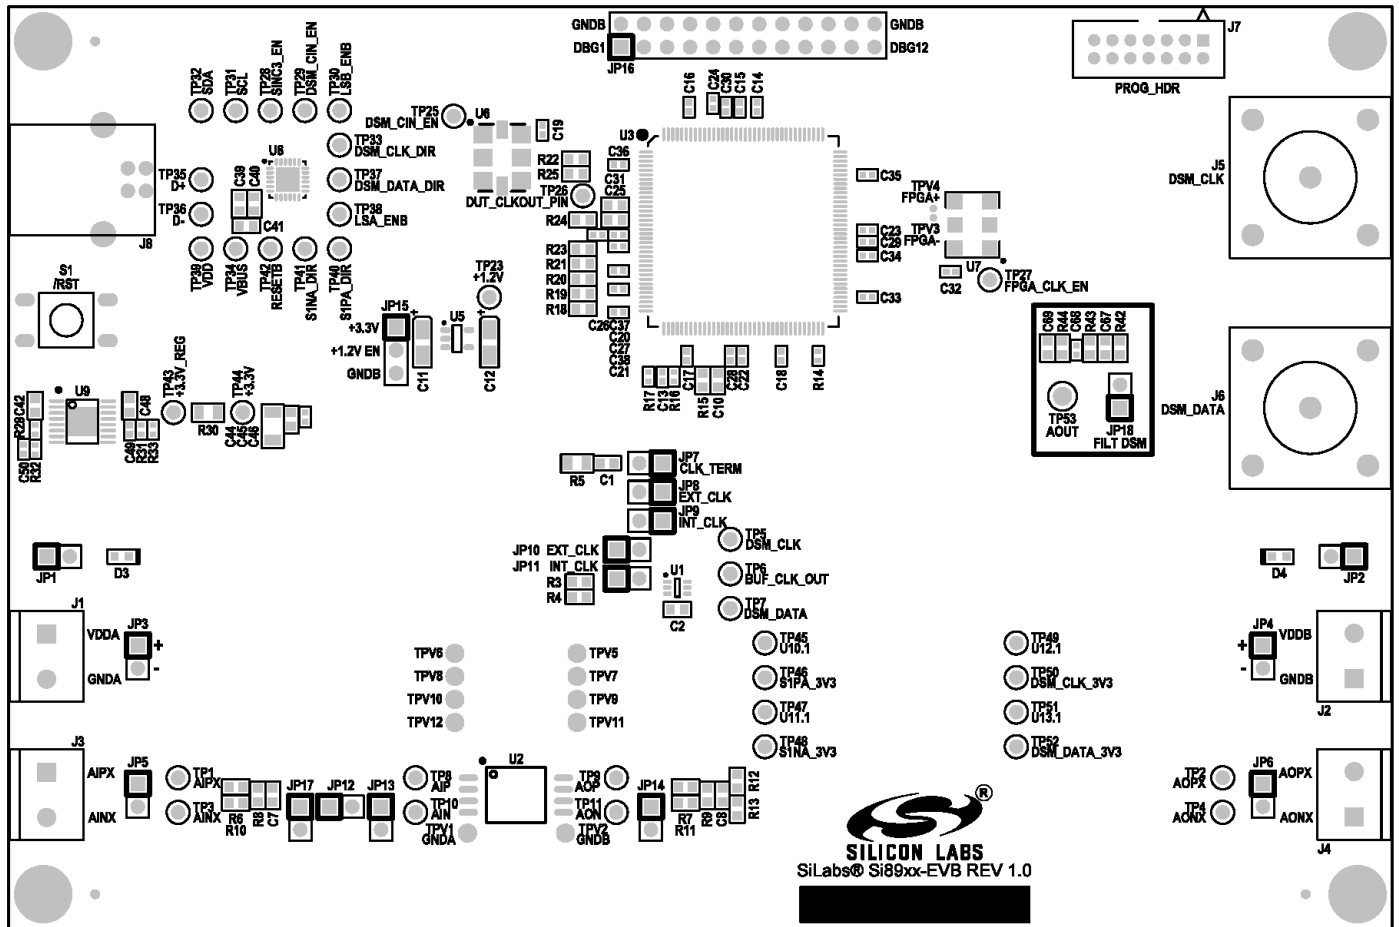 GNDB
GNDB
DBG1
DBG12
JP16
J7
PROG_HDR
TP32
SDA
TP31
SCL
TP28
SINC3_EN
TP29
DSM_CIN_EN
TP30
LSB_ENB
TP25
DSM_CIN_EN
U6
C19
C16
C24
C30
C15
C14
U3
J5
DSM_CLK
TP33
DSM_CLK_DIR
U8
TP35
D+
TP37
DSM_DATA_DIR
TP36
D-
TP38
LSA_ENB
C39
C40
C41
J8
R22
R25
TP26
DUT_CLKOUT_PIN
R24
C36
C31
C25
C35
TPV4
FPGA+
TPV3
FPGA-
C23
C29
C34
U7
TP27
FPGA_CLK_EN
C32
C33
R23
R21
R20
R19
R18
S1
/RST
TP39
VDD
TP34
VBUS
TP42
RESETB
TP41
S1NA_DIR
TP40
S1PA_DIR
TP23
+1.2V
JP15
+3.3V
+1.2V EN
GNDB
U5
C11
C12
C26
C37
C20
C27
C38
C21
R17
C13
R16
C17
R15
C10
C28
C22
C18
R14
C69
R44
C68
R43
C67
R42
TP53
AOUT
JP18
FILT DSM
J6
DSM_DATA
TP43
+3.3V_REG
TP44
+3.3V
U9
C42
R28
C50
R32
C48
C49
R31
R33
R30
C44
C45
C46
R5
C1
JP7
CLK_TERM
JP8
EXT_CLK
JP9
INT_CLK
JP10 EXT_CLK
JP11 INT_CLK
R3
R4
U1
C2
TP5
DSM_CLK
TP6
BUF_CLK_OUT
TP7
DSM_DATA
JP1
D3
D4
JP2
J1
VDDA
GNDA
JP3
+
-
TPV6
TPV8
TPV10
TPV12
TPV5
TPV7
TPV9
TPV11
TP45
U10.1
TP46
S1PA_3V3
TP47
U11.1
TP48
S1NA_3V3
TP49
U12.1
TP50
DSM_CLK_3V3
TP51
U13.1
TP52
DSM_DATA_3V3
JP4
+
-
VDDB
GNDB
J2
J3
AIPX
AINX
JP5
TP1
AIPX
TP3
AINX
R6
R10
R8
C7
JP17
JP12
JP13
TP8
AIP
TP10
AIN
TPV1
GNDA
U2
TP9
AOP
TP11
AON
TPV2
GNDB
JP14
R7
R11
R9
C8
R12
R13
TP2
AOPX
TP4
AONX
JP6
AOPX
AONX
J4
®
SILICON LABS
SiLabs® Si89xx-EVB REV 1.0